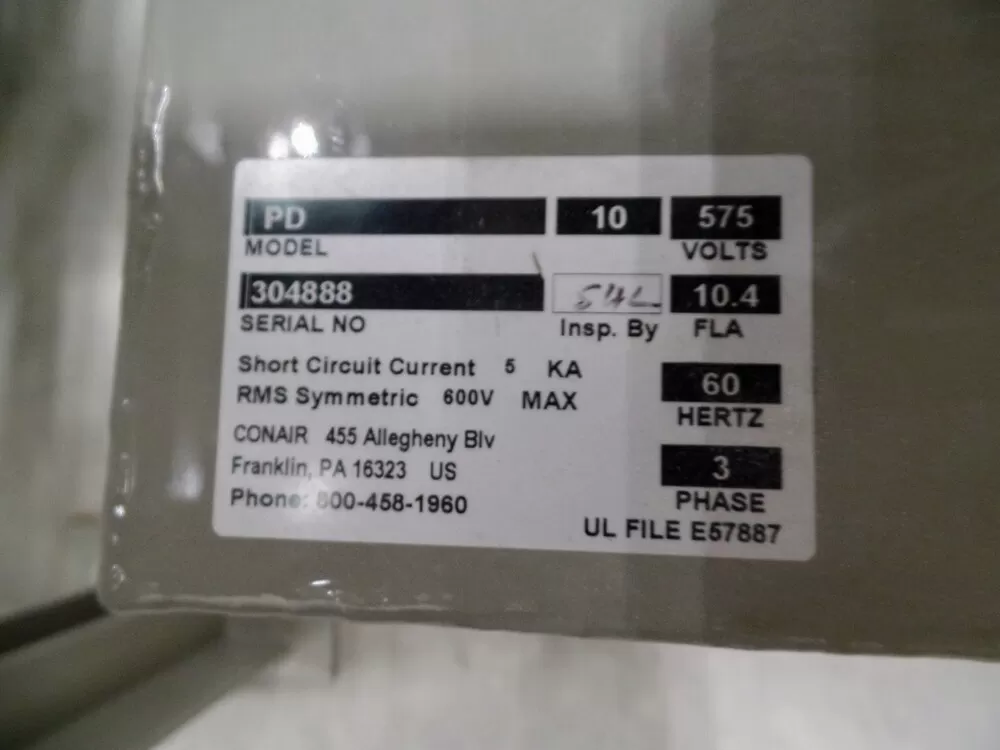 PD 10 575
MODEL VOLTS
304888 10.4
SERIAL NO Insp. By FLA
Short Circuit Current 5 KA
RMS Symmetric 600V MAX
60
HERTZ
CONAIR 455 Allegheny Blv
Franklin, PA 16323 US
Phone: 800-458-1960
3
PHASE
UL FILE E57887